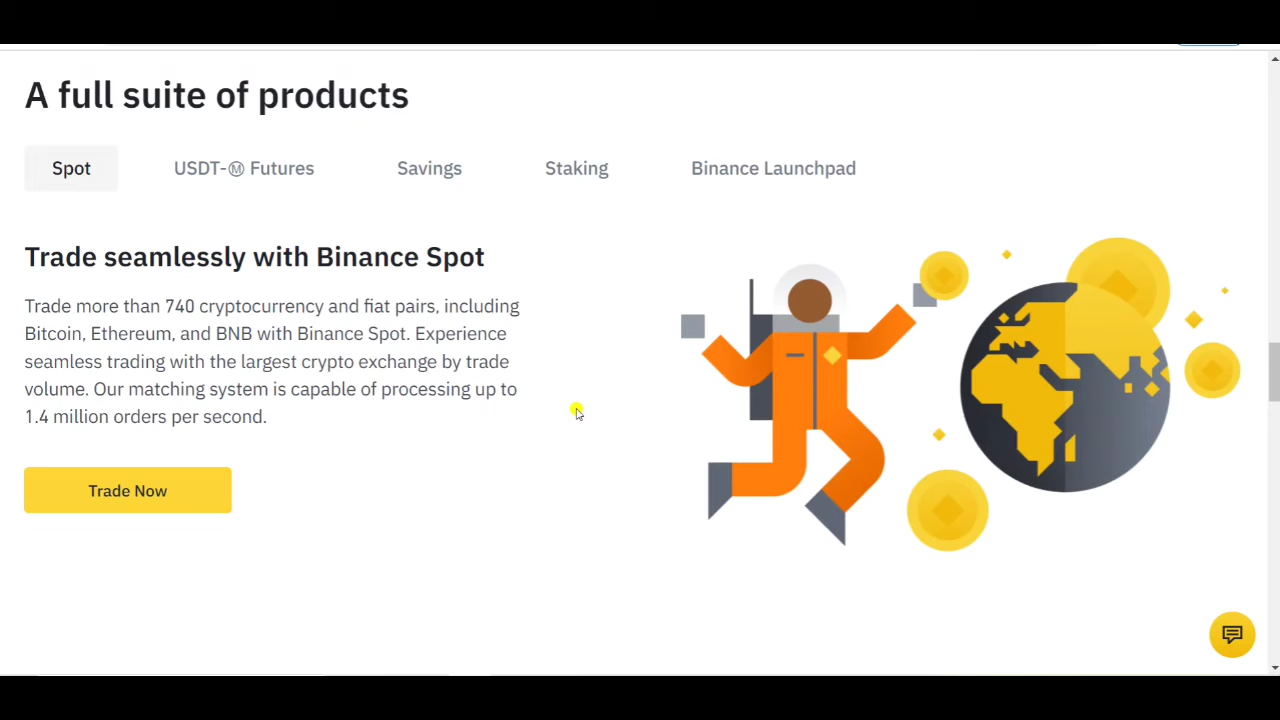 A full suite of products
Spot
USDT-Ⓜ Futures
Savings
Staking
Binance Launchpad
Trade seamlessly with Binance Spot
Trade more than 740 cryptocurrency and fiat pairs, including
Bitcoin, Ethereum, and BNB with Binance Spot. Experience
seamless trading with the largest crypto exchange by trade
volume. Our matching system is capable of processing up to
1.4 million orders per second.
Trade Now